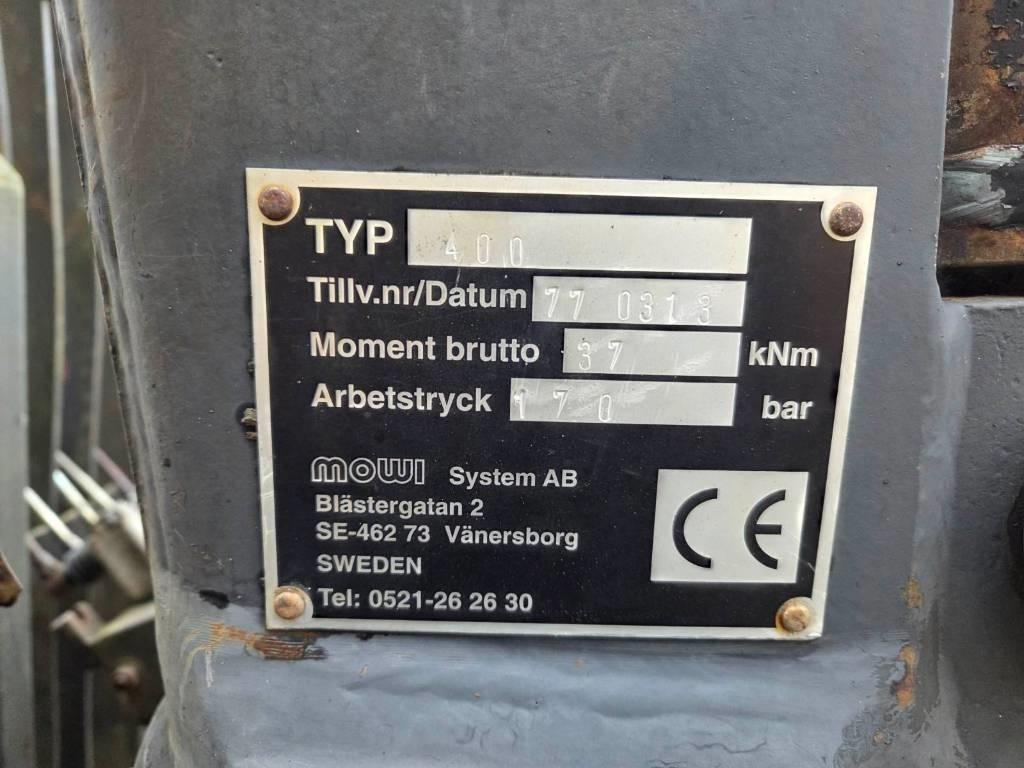 TYP 400
Tillv.nr/Datum 77 0313
Moment brutto 37 kNm
Arbetstryck 170 bar
mowi System AB
Blästergatan 2
SE-462 73 Vänersborg
SWEDEN
Tel: 0521-26 26 30
CE